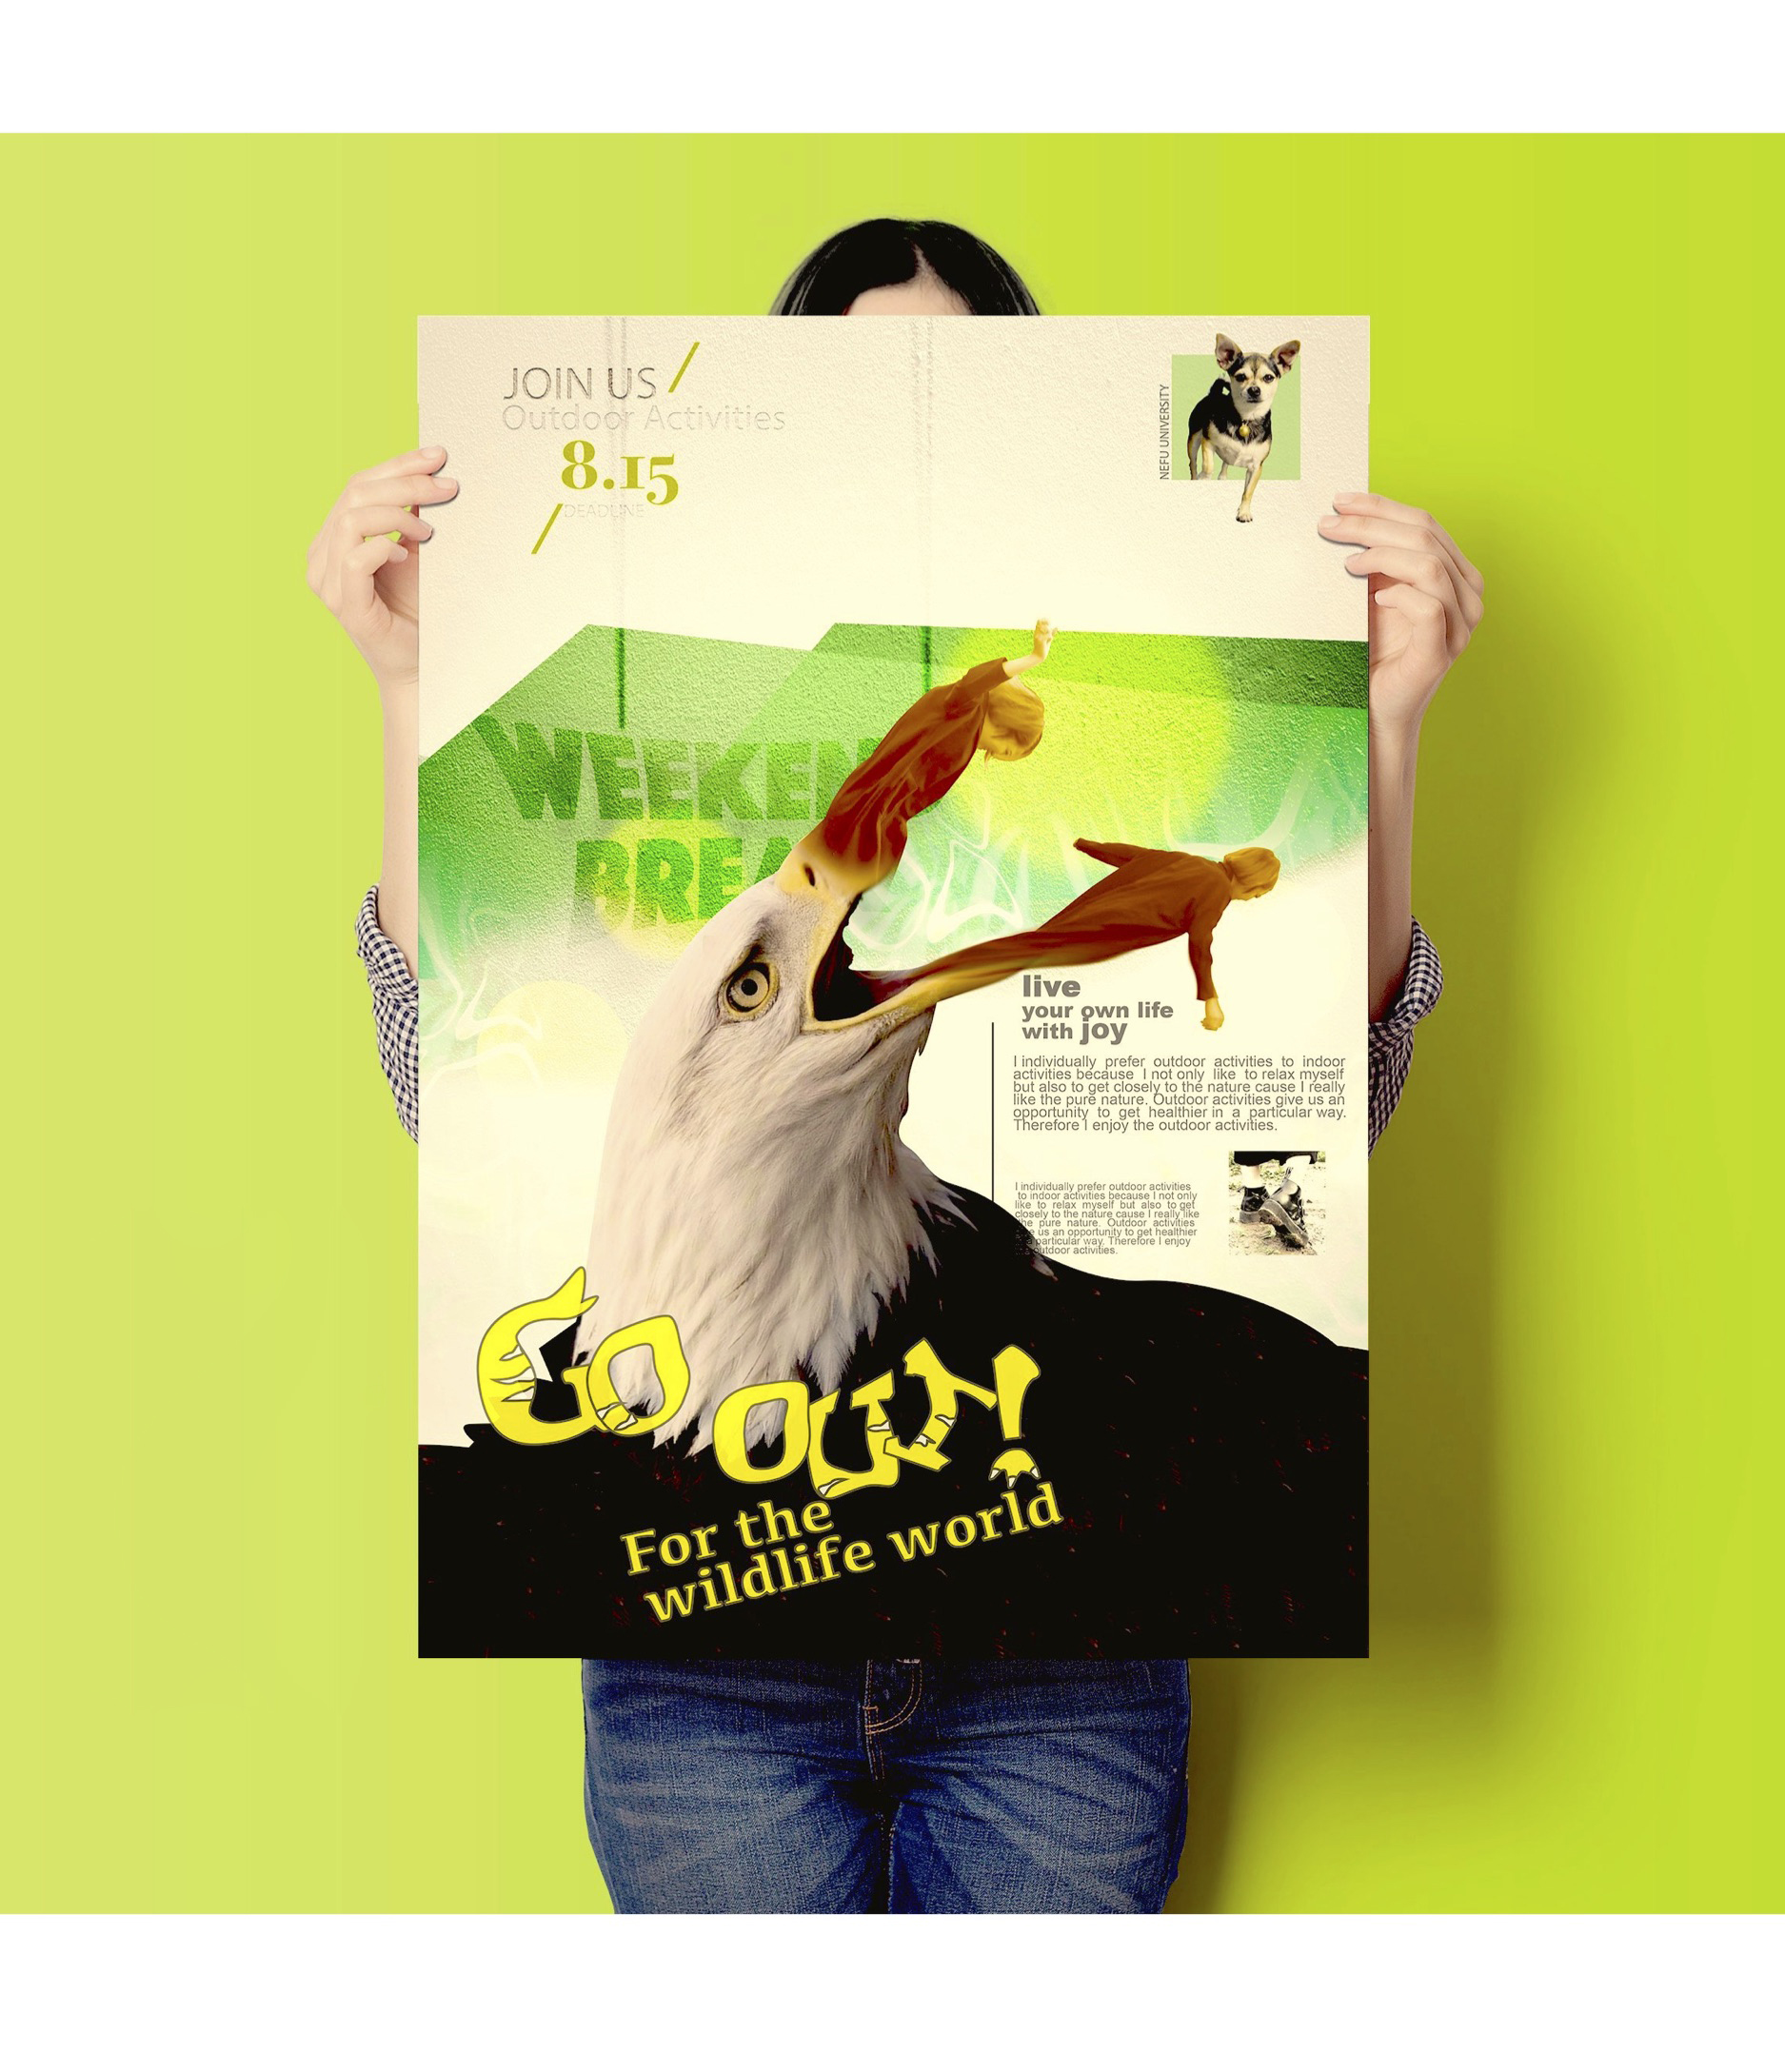 JOIN US
Outdoor Activities
8.15
DEADLINE
NEFU UNIVERSITY
WEEKEN
BREA
live
your own life
with joy
I individually prefer outdoor activities to indoor
activities because I not only like to relax myself
but also to get closely to the nature cause I really
like the pure nature. Outdoor activities give us an
opportunity to get healthier in a particular way.
Therefore I enjoy the outdoor activities.
I individually prefer outdoor activities
to indoor activities because I not only
like to relax myself but also to get
closely to the nature cause I really like
the pure nature. Outdoor activities
us an opportunity to get healthier
particular way. Therefore I enjoy
outdoor activities.
Go out!
For the
wildlife world